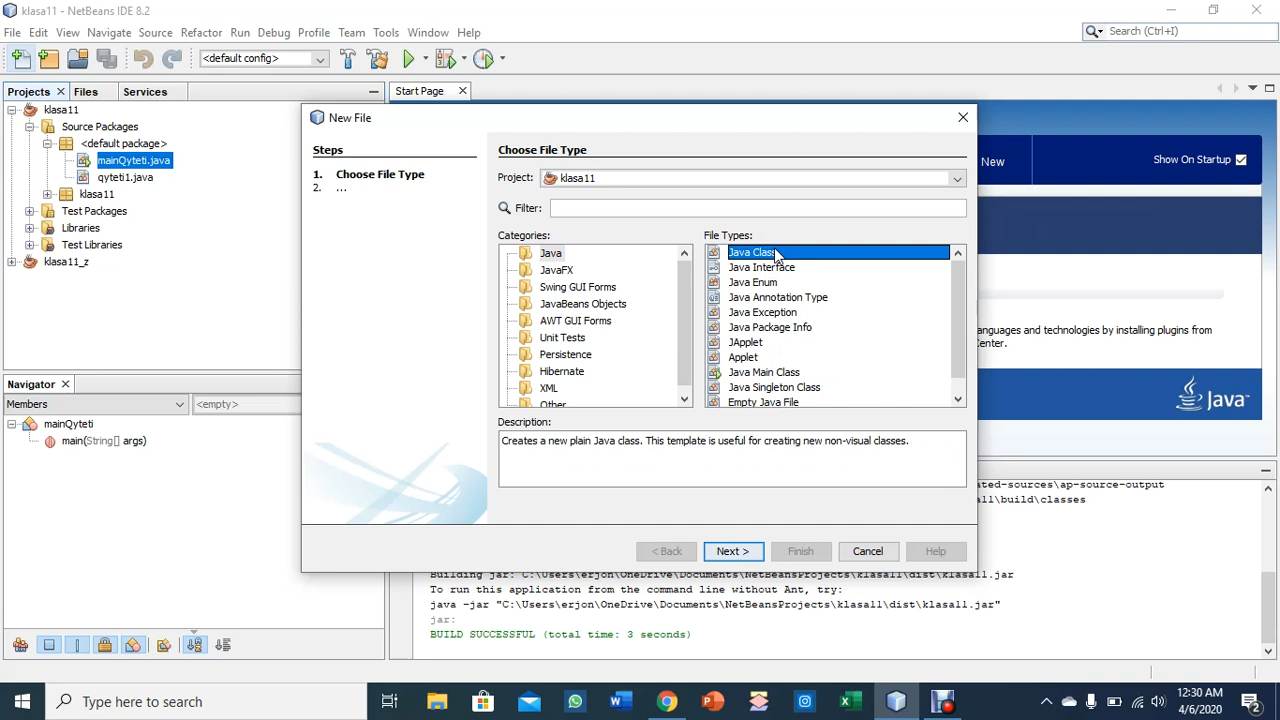 klasa11 - NetBeans IDE 8.2
File Edit View Navigate Source Refactor Run Debug Profile Team Tools Window Help
Search (Ctrl+I)
<default config>
Projects
Files
Services
Start Page
klasa11
Source Packages
<default package>
mainQyteti.java
qyteti1.java
klasa11
Test Packages
Libraries
Test Libraries
klasa11_z
New
Show On Startup
anguages and technologies by installing plugins from
Center.
Java™
New File
Steps
1. Choose File Type
2. ...
Choose File Type
Project: klasa11
Filter:
Categories:
Java
JavaFX
Swing GUI Forms
JavaBeans Objects
AWT GUI Forms
Unit Tests
Persistence
Hibernate
XML
Other
File Types:
Java Class
Java Interface
Java Enum
Java Annotation Type
Java Exception
Java Package Info
JApplet
Applet
Java Main Class
Java Singleton Class
Empty Java File
Description:
Creates a new plain Java class. This template is useful for creating new non-visual classes.
< Back
Next >
Finish
Cancel
Help
Navigator
Members
<empty>
mainQyteti
main(String[] args)
ated-sources\ap-source-output
a11\build\classes
Building jar: C:\Users\erjon\OneDrive\Documents\NetBeansProjects\klasa11\dist\klasa11.jar
To run this application from the command line without Ant, try:
java -jar "C:\Users\erjon\OneDrive\Documents\NetBeansProjects\klasa11\dist\klasa11.jar"
jar:
BUILD SUCCESSFUL (total time: 3 seconds)
Type here to search
12:30 AM
4/6/2020
2